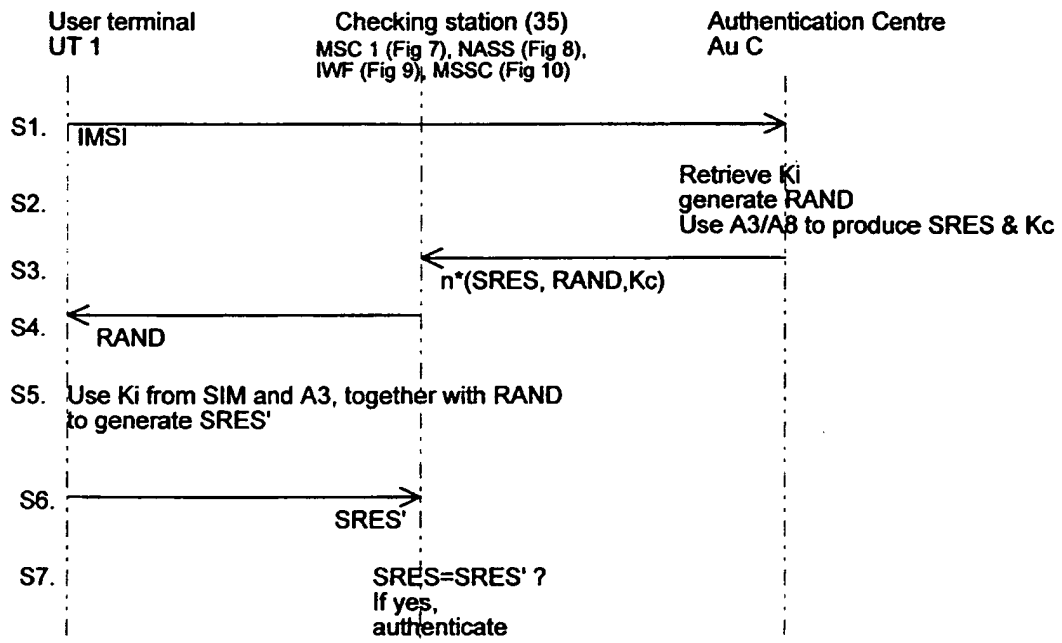 User terminal
UT 1
Checking station (35)
MSC 1 (Fig 7), NASS (Fig 8),
IWF (Fig 9), MSSC (Fig 10)
Authentication Centre
Au C
S1.
IMSI
S2.
Retrieve Ki
generate RAND
Use A3/A8 to produce SRES & Kc
S3.
n*(SRES, RAND,Kc)
S4.
RAND
S5. Use Ki from SIM and A3, together with RAND
to generate SRES'
S6.
SRES'
S7.
SRES=SRES' ?
If yes,
authenticate